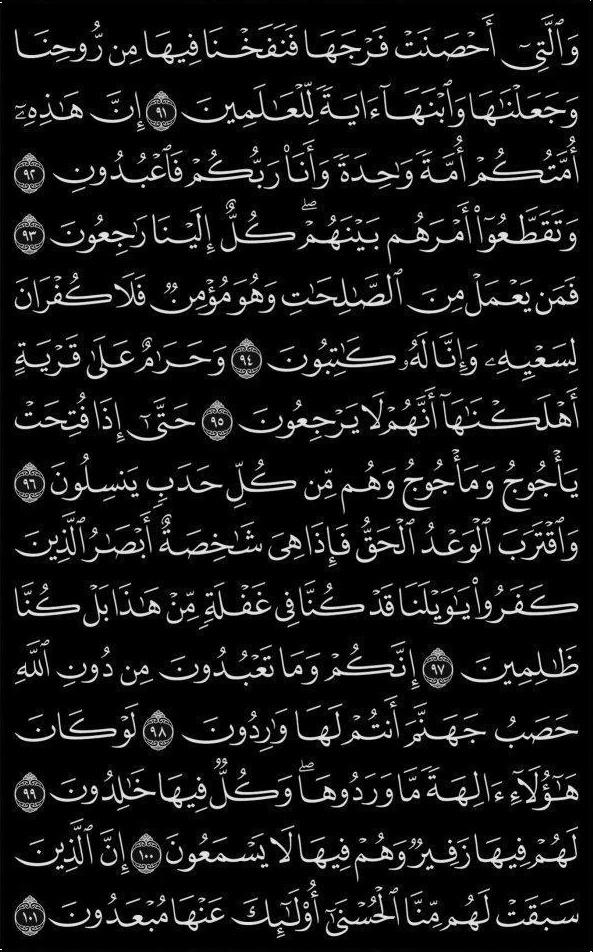 وَٱلَّتِىٓ أَحْصَنَتْ فَرْجَهَا فَنَفَخْنَا فِيهَا مِن رُّوحِنَا
وَجَعَلْنَٰهَا وَٱبْنَهَآ ءَايَةً لِّلْعَٰلَمِينَ ٩١ إِنَّ هَٰذِهِۦٓ
أُمَّتُكُمْ أُمَّةً وَٰحِدَةً وَأَنَا۠ رَبُّكُمْ فَٱعْبُدُونِ ٩٢
وَتَقَطَّعُوٓا۟ أَمْرَهُم بَيْنَهُمْ ۖ كُلٌّ إِلَيْنَا رَٰجِعُونَ ٩٣
فَمَن يَعْمَلْ مِنَ ٱلصَّٰلِحَٰتِ وَهُوَ مُؤْمِنٌ فَلَا كُفْرَانَ
لِسَعْيِهِۦ وَإِنَّا لَهُۥ كَٰتِبُونَ ٩٤ وَحَرَٰمٌ عَلَىٰ قَرْيَةٍ
أَهْلَكْنَٰهَآ أَنَّهُمْ لَا يَرْجِعُونَ ٩٥ حَتَّىٰٓ إِذَا فُتِحَتْ
يَأْجُوجُ وَمَأْجُوجُ وَهُم مِّن كُلِّ حَدَبٍ يَنسِلُونَ ٩٦
وَٱقْتَرَبَ ٱلْوَعْدُ ٱلْحَقُّ فَإِذَا هِىَ شَٰخِصَةٌ أَبْصَٰرُ ٱلَّذِينَ
كَفَرُوا۟ يَٰوَيْلَنَا قَدْ كُنَّا فِى غَفْلَةٍ مِّنْ هَٰذَا بَلْ كُنَّا
ظَٰلِمِينَ ٩٧ إِنَّكُمْ وَمَا تَعْبُدُونَ مِن دُونِ ٱللَّهِ
حَصَبُ جَهَنَّمَ أَنتُمْ لَهَا وَٰرِدُونَ ٩٨ لَوْ كَانَ
هَٰٓؤُلَآءِ ءَالِهَةً مَّا وَرَدُوهَا ۖ وَكُلٌّ فِيهَا خَٰلِدُونَ ٩٩
لَهُمْ فِيهَا زَفِيرٌ وَهُمْ فِيهَا لَا يَسْمَعُونَ ١٠٠ إِنَّ ٱلَّذِينَ
سَبَقَتْ لَهُم مِّنَّا ٱلْحُسْنَىٰٓ أُو۟لَٰٓئِكَ عَنْهَا مُبْعَدُونَ ١٠١